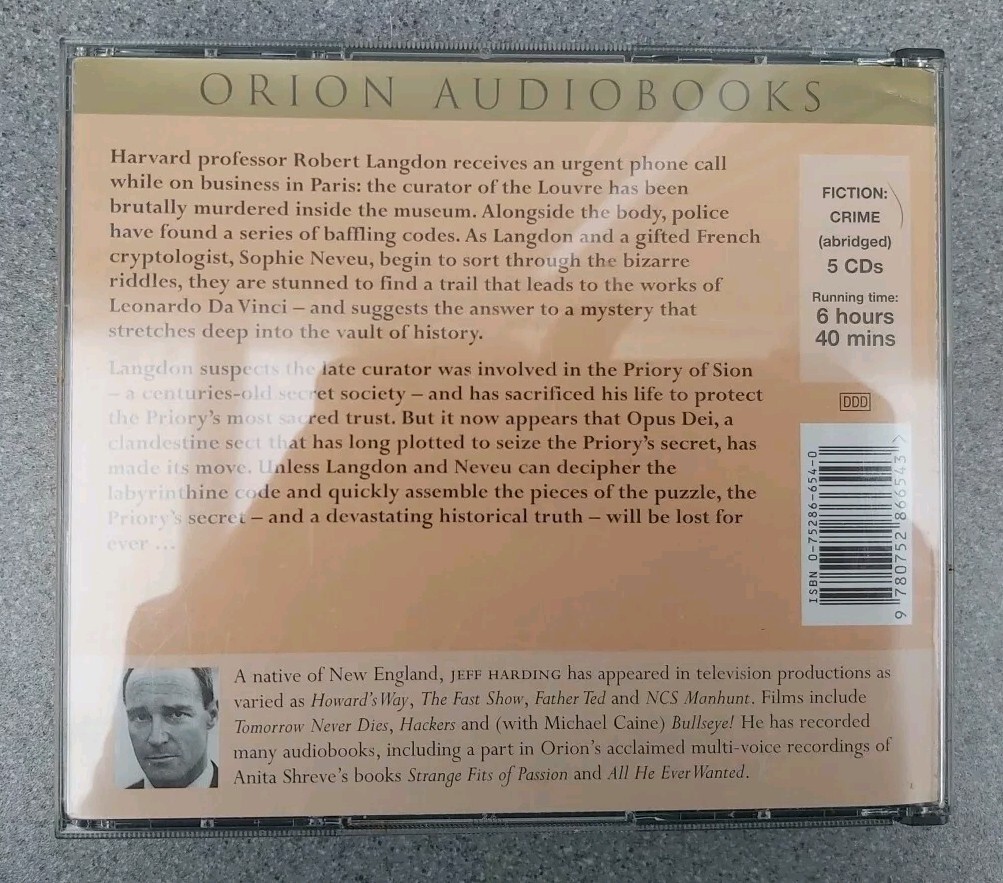 ORION AUDIOBOOKS
Harvard professor Robert Langdon receives an urgent phone call
while on business in Paris: the curator of the Louvre has been
brutally murdered inside the museum. Alongside the body, police
have found a series of baffling codes. As Langdon and a gifted French
cryptologist, Sophie Neveu, begin to sort through the bizarre
riddles, they are stunned to find a trail that leads to the works of
Leonardo Da Vinci – and suggests the answer to a mystery that
stretches deep into the vault of history.
Langdon suspects the late curator was involved in the Priory of Sion
– a centuries-old secret society – and has sacrificed his life to protect
the Priory's most sacred trust. But it now appears that Opus Dei, a
clandestine sect that has long plotted to seize the Priory's secret, has
made its move. Unless Langdon and Neveu can decipher the
labyrinthine code and quickly assemble the pieces of the puzzle, the
Priory's secret – and a devastating historical truth – will be lost for
ever ...
FICTION:
CRIME
(abridged)
5 CDs
Running time:
6 hours
40 mins
DDD
ISBN 0-75286-654-0
9 780752 866543 >
A native of New England, JEFF HARDING has appeared in television productions as
varied as Howard's Way, The Fast Show, Father Ted and NCS Manhunt. Films include
Tomorrow Never Dies, Hackers and (with Michael Caine) Bullseye! He has recorded
many audiobooks, including a part in Orion's acclaimed multi-voice recordings of
Anita Shreve's books Strange Fits of Passion and All He Ever Wanted.